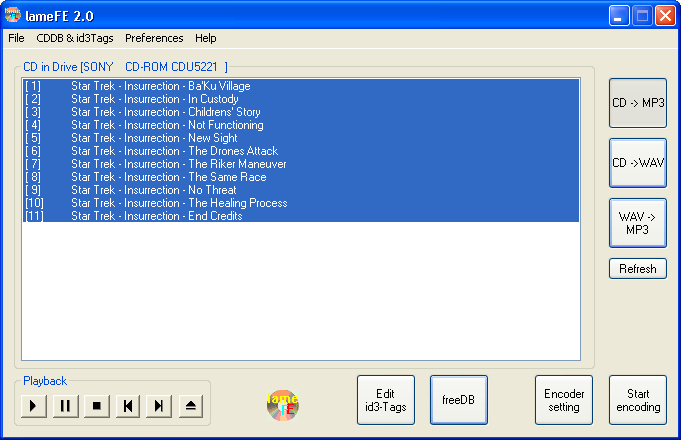 lameFE 2.0
File CDDB & id3Tags Preferences Help
CD in Drive [SONY CD-ROM CDU5221 ]
[ 1] Star Trek - Insurrection - Ba'Ku Village
[ 2] Star Trek - Insurrection - In Custody
[ 3] Star Trek - Insurrection - Childrens' Story
[ 4] Star Trek - Insurrection - Not Functioning
[ 5] Star Trek - Insurrection - New Sight
[ 6] Star Trek - Insurrection - The Drones Attack
[ 7] Star Trek - Insurrection - The Riker Maneuver
[ 8] Star Trek - Insurrection - The Same Race
[ 9] Star Trek - Insurrection - No Threat
[10] Star Trek - Insurrection - The Healing Process
[11] Star Trek - Insurrection - End Credits
CD -> MP3
CD ->WAV
WAV ->
MP3
Refresh
Playback
lame
FE
Edit
id3-Tags
freeDB
Encoder
setting
Start
encoding